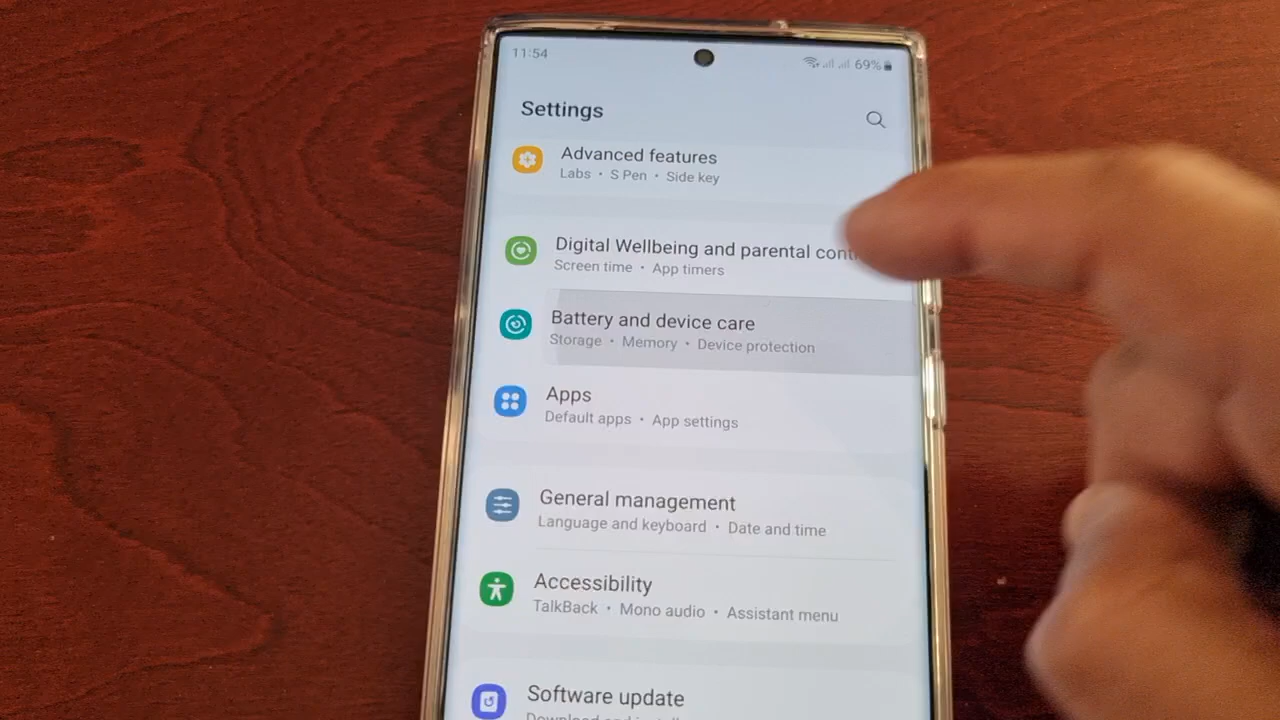 11:54
69%
Settings
Advanced features
Labs • S Pen • Side key
Digital Wellbeing and parental
Screen time • App timers
Battery and device care
Storage • Memory • Device protection
Apps
Default apps • App settings
General management
Language and keyboard • Date and time
Accessibility
TalkBack • Mono audio • Assistant menu
Software update